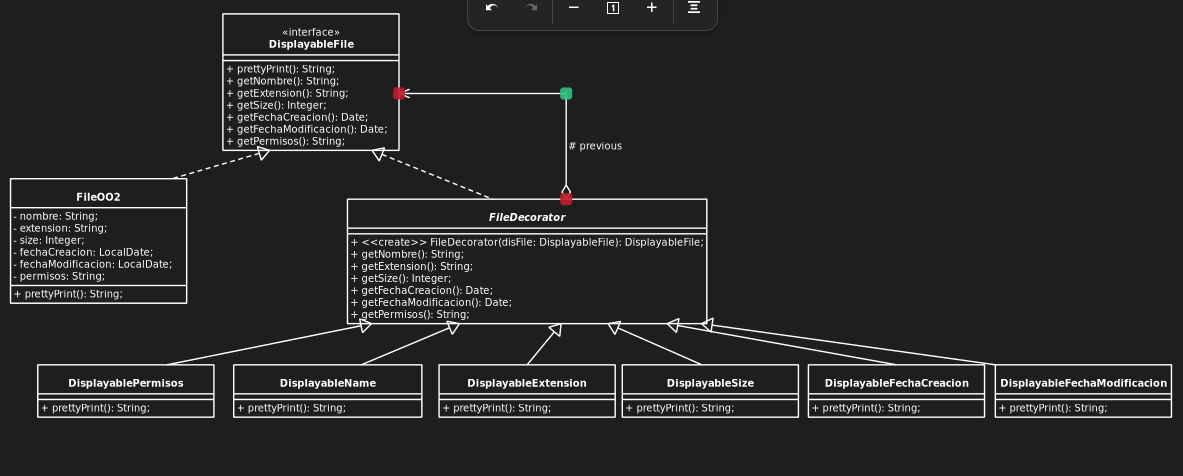 1
«interface»
DisplayableFile
+ prettyPrint(): String;
+ getNombre(): String;
+ getExtension(): String;
+ getSize(): Integer;
+ getFechaCreacion(): Date;
+ getFechaModificacion(): Date;
+ getPermisos(): String;
# previous
FileOO2
- nombre: String;
- extension: String;
- size: Integer;
- fechaCreacion: LocalDate;
- fechaModificacion: LocalDate;
- permisos: String;
+ prettyPrint(): String;
FileDecorator
+ <<create>> FileDecorator(disFile: DisplayableFile): DisplayableFile;
+ getNombre(): String;
+ getExtension(): String;
+ getSize(): Integer;
+ getFechaCreacion(): Date;
+ getFechaModificacion(): Date;
+ getPermisos(): String;
DisplayablePermisos
+ prettyPrint(): String;
DisplayableName
+ prettyPrint(): String;
DisplayableExtension
+ prettyPrint(): String;
DisplayableSize
+ prettyPrint(): String;
DisplayableFechaCreacion
+ prettyPrint(): String;
DisplayableFechaModificacion
+ prettyPrint(): String;